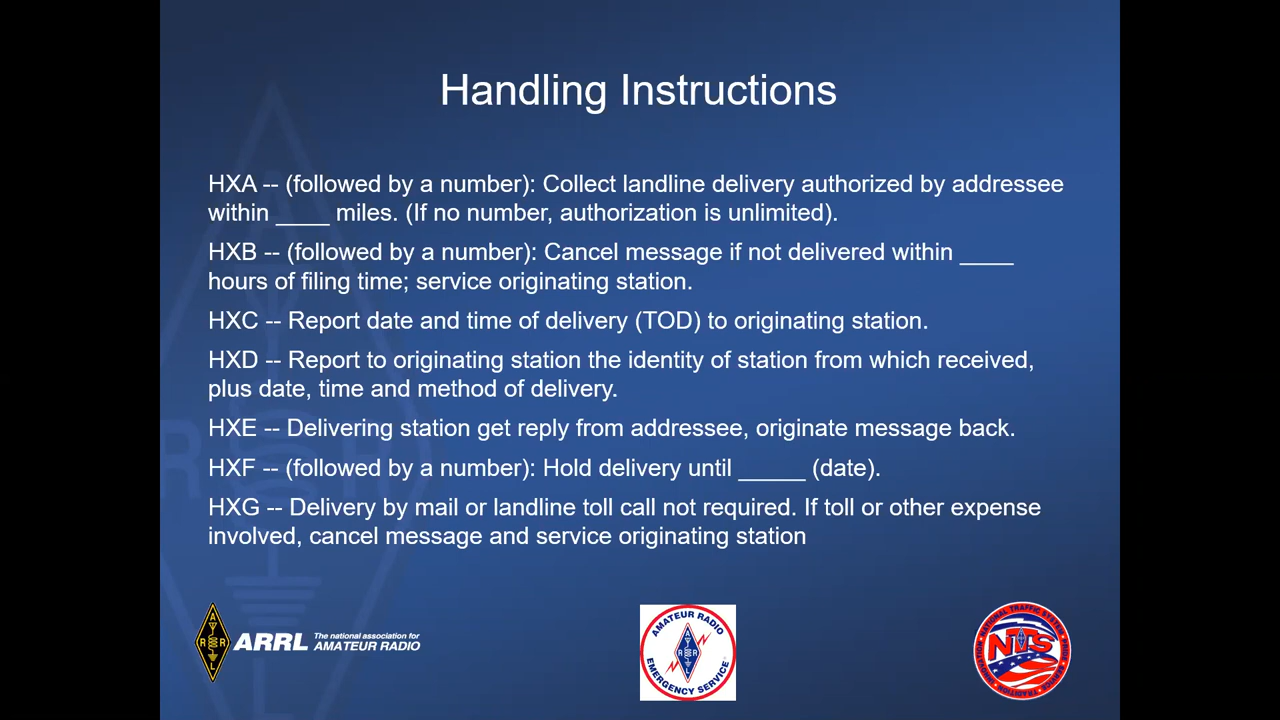 Handling Instructions
HXA -- (followed by a number): Collect landline delivery authorized by addressee
within ____ miles. (If no number, authorization is unlimited).
HXB -- (followed by a number): Cancel message if not delivered within ____
hours of filing time; service originating station.
HXC -- Report date and time of delivery (TOD) to originating station.
HXD -- Report to originating station the identity of station from which received,
plus date, time and method of delivery.
HXE -- Delivering station get reply from addressee, originate message back.
HXF -- (followed by a number): Hold delivery until _____ (date).
HXG -- Delivery by mail or landline toll call not required. If toll or other expense
involved, cancel message and service originating station
A
R R
L
ARRL
The national association for
AMATEUR RADIO
AMATEUR RADIO
A
R R
L
EMERGENCY SERVICE
NATIONAL TRAFFIC SYSTEM
NTS